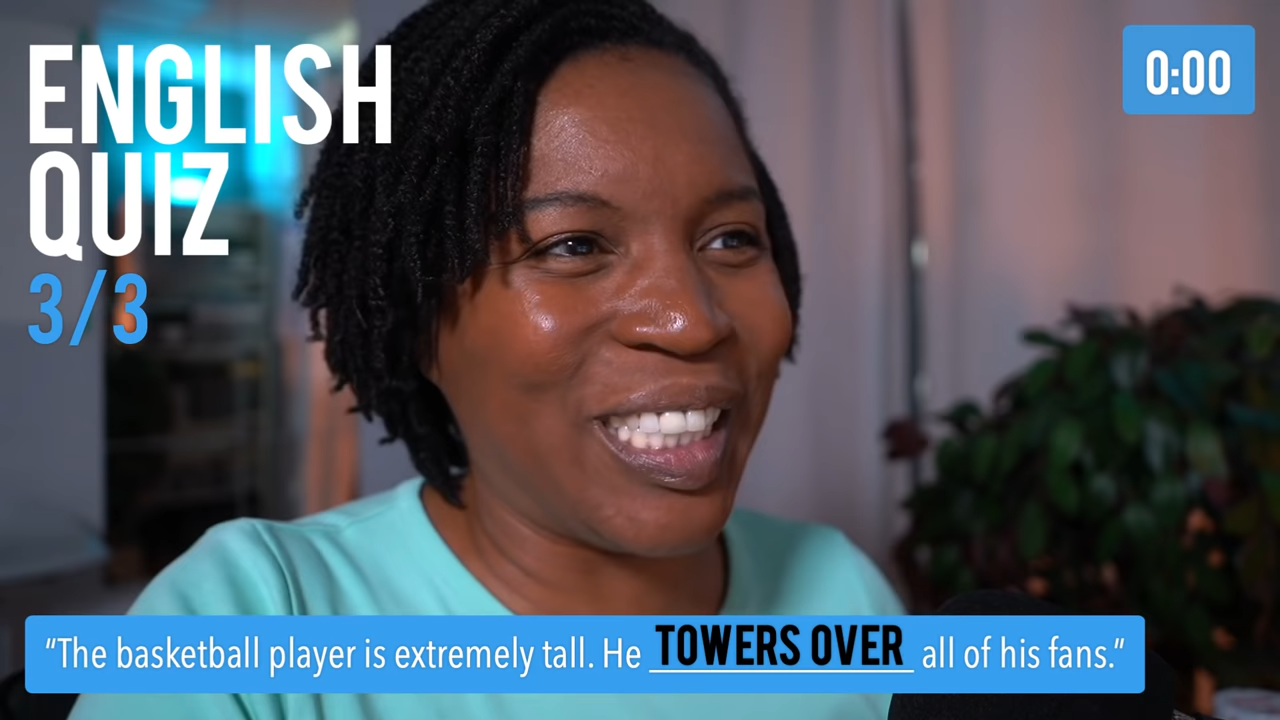 ENGLISH
QUIZ
3/3
0:00
“The basketball player is extremely tall. He TOWERS OVER all of his fans.”